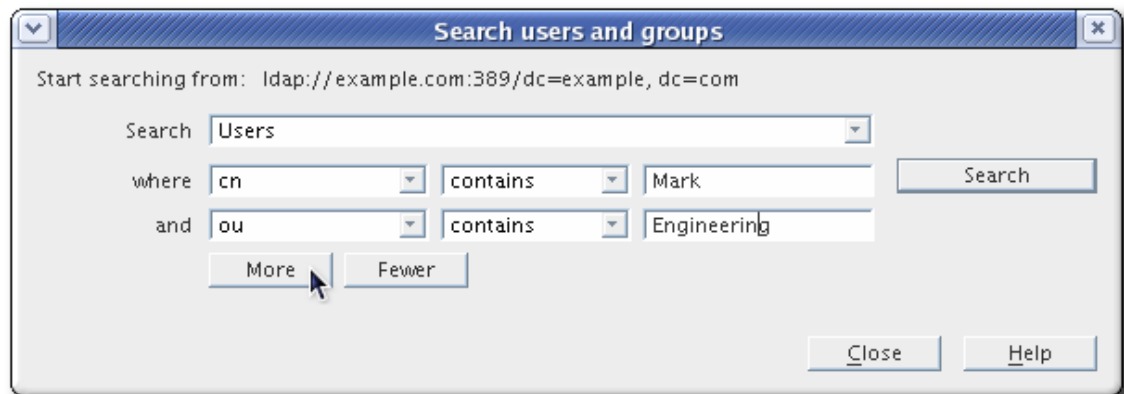 Search users and groups
Start searching from: ldap://example.com:389/dc=example, dc=com
Search Users
where cn contains Mark Search
and ou contains Engineering
More Fewer
Close Help